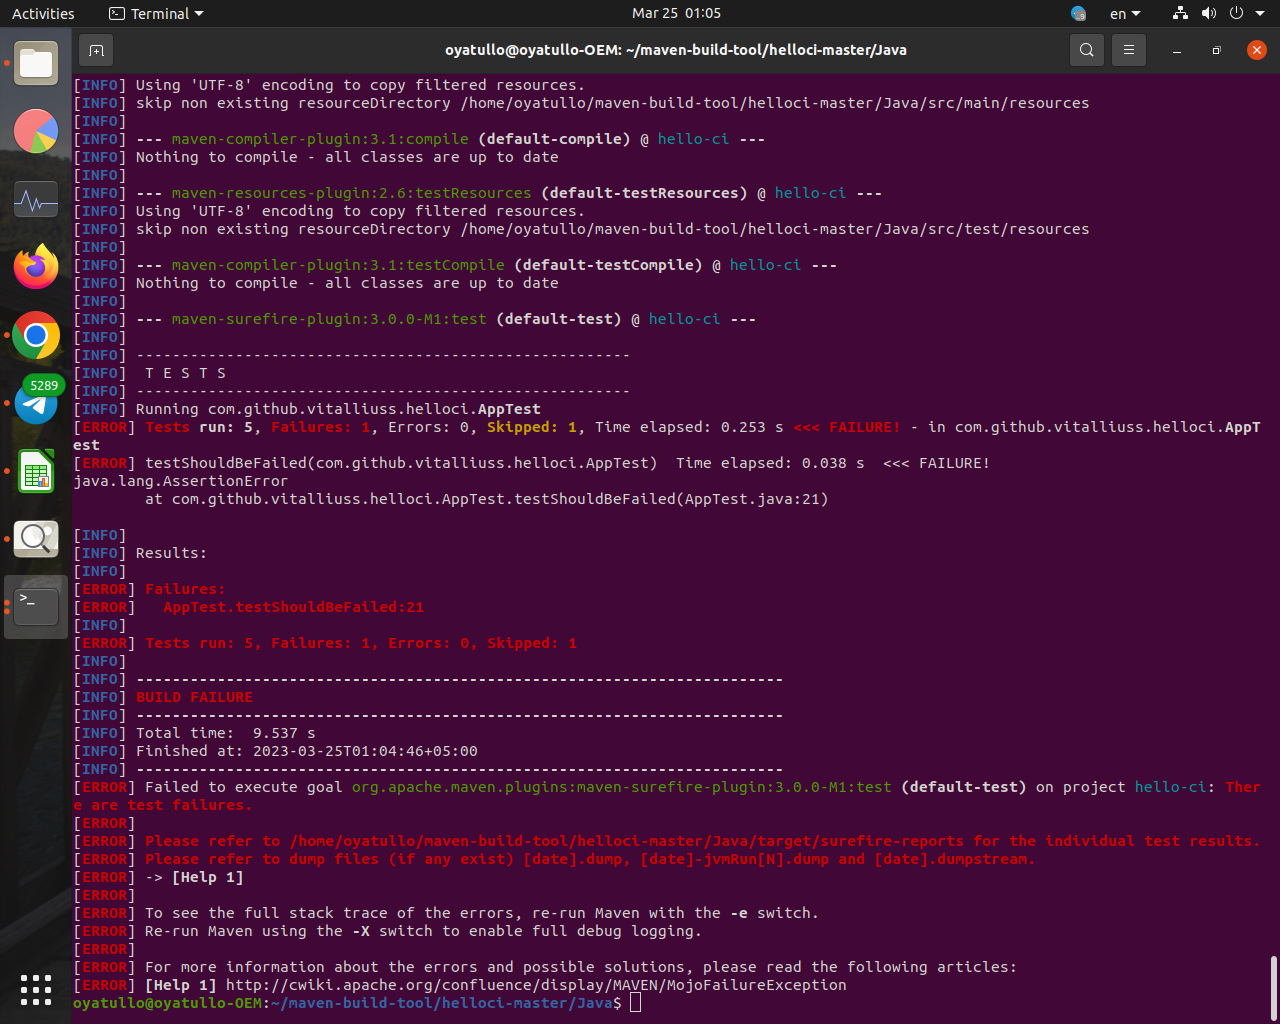 Activities Terminal Mar 25 01:05 en
oyatullo@oyatullo-OEM: ~/maven-build-tool/helloci-master/Java
[INFO] Using 'UTF-8' encoding to copy filtered resources.
[INFO] skip non existing resourceDirectory /home/oyatullo/maven-build-tool/helloci-master/Java/src/main/resources
[INFO]
[INFO] --- maven-compiler-plugin:3.1:compile (default-compile) @ hello-ci ---
[INFO] Nothing to compile - all classes are up to date
[INFO]
[INFO] --- maven-resources-plugin:2.6:testResources (default-testResources) @ hello-ci ---
[INFO] Using 'UTF-8' encoding to copy filtered resources.
[INFO] skip non existing resourceDirectory /home/oyatullo/maven-build-tool/helloci-master/Java/src/test/resources
[INFO]
[INFO] --- maven-compiler-plugin:3.1:testCompile (default-testCompile) @ hello-ci ---
[INFO] Nothing to compile - all classes are up to date
[INFO]
[INFO] --- maven-surefire-plugin:3.0.0-M1:test (default-test) @ hello-ci ---
[INFO]
[INFO] -------------------------------------------------------
[INFO]  T E S T S
[INFO] -------------------------------------------------------
[INFO] Running com.github.vitalliuss.helloci.AppTest
[ERROR] Tests run: 5, Failures: 1, Errors: 0, Skipped: 1, Time elapsed: 0.253 s <<< FAILURE! - in com.github.vitalliuss.helloci.AppT
est
[ERROR] testShouldBeFailed(com.github.vitalliuss.helloci.AppTest)  Time elapsed: 0.038 s  <<< FAILURE!
java.lang.AssertionError
        at com.github.vitalliuss.helloci.AppTest.testShouldBeFailed(AppTest.java:21)
[INFO]
[INFO] Results:
[INFO]
[ERROR] Failures:
[ERROR]   AppTest.testShouldBeFailed:21
[INFO]
[ERROR] Tests run: 5, Failures: 1, Errors: 0, Skipped: 1
[INFO]
[INFO] ------------------------------------------------------------------------
[INFO] BUILD FAILURE
[INFO] ------------------------------------------------------------------------
[INFO] Total time:  9.537 s
[INFO] Finished at: 2023-03-25T01:04:46+05:00
[INFO] ------------------------------------------------------------------------
[ERROR] Failed to execute goal org.apache.maven.plugins:maven-surefire-plugin:3.0.0-M1:test (default-test) on project hello-ci: Ther
e are test failures.
[ERROR]
[ERROR] Please refer to /home/oyatullo/maven-build-tool/helloci-master/Java/target/surefire-reports for the individual test results.
[ERROR] Please refer to dump files (if any exist) [date].dump, [date]-jvmRun[N].dump and [date].dumpstream.
[ERROR] -> [Help 1]
[ERROR]
[ERROR] To see the full stack trace of the errors, re-run Maven with the -e switch.
[ERROR] Re-run Maven using the -X switch to enable full debug logging.
[ERROR]
[ERROR] For more information about the errors and possible solutions, please read the following articles:
[ERROR] [Help 1] http://cwiki.apache.org/confluence/display/MAVEN/MojoFailureException
oyatullo@oyatullo-OEM:~/maven-build-tool/helloci-master/Java$
5289
>_